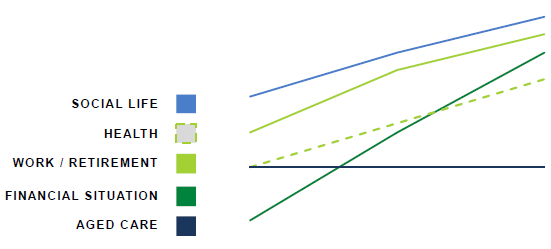 SOCIAL LIFE
HEALTH
WORK / RETIREMENT
FINANCIAL SITUATION
AGED CARE